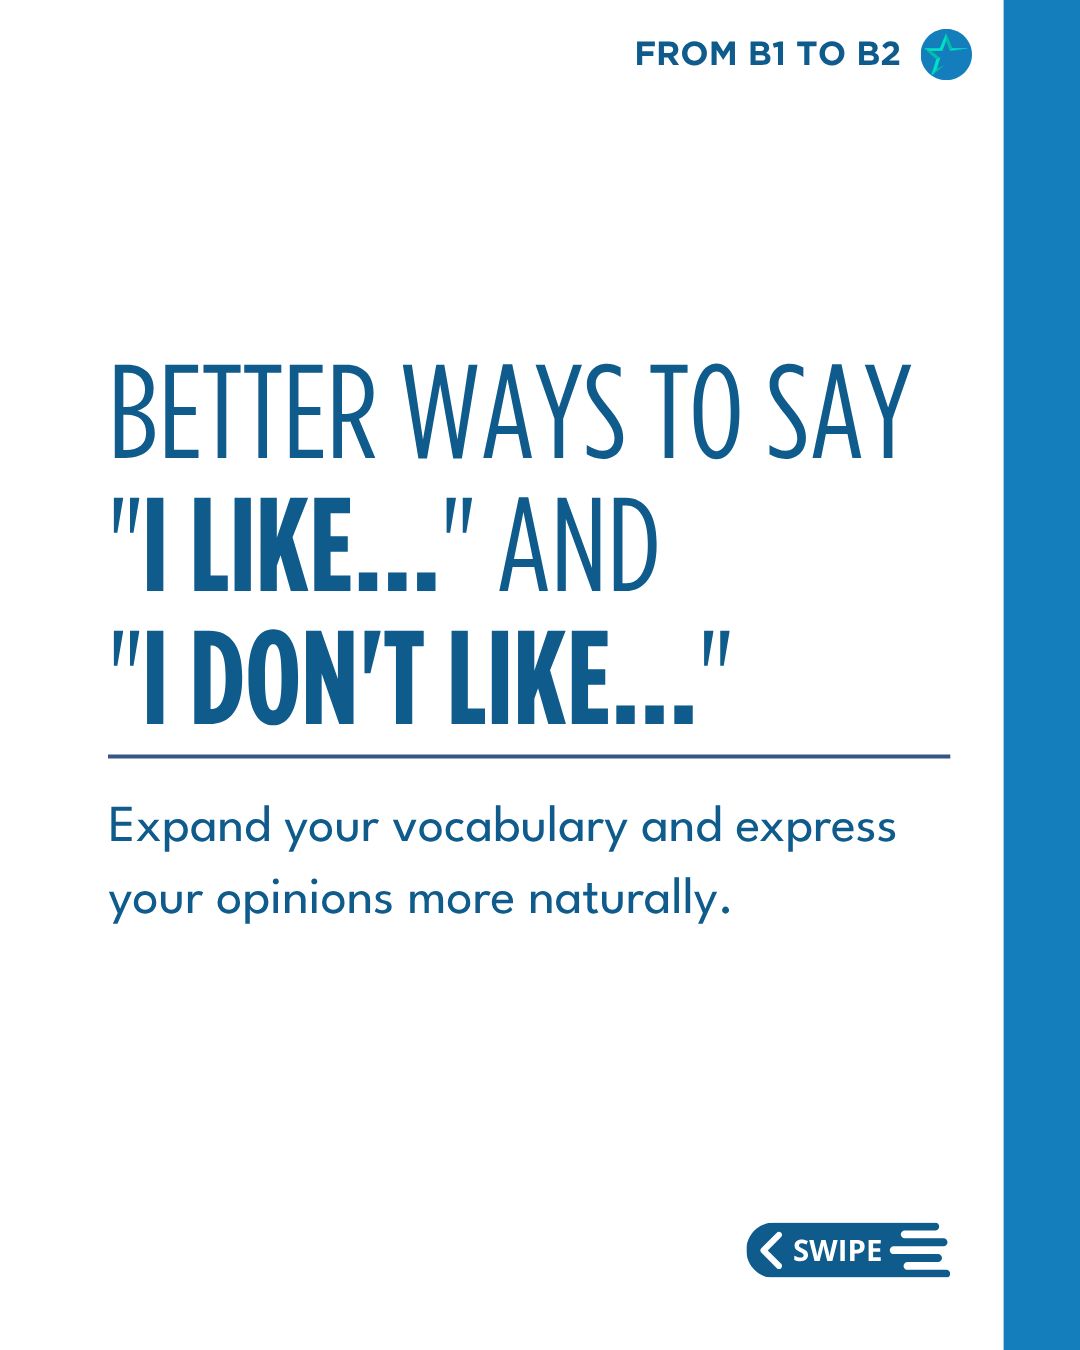 FROM B1 TO B2
BETTER WAYS TO SAY
"I LIKE..." AND
"I DON'T LIKE..."
Expand your vocabulary and express
your opinions more naturally.
SWIPE